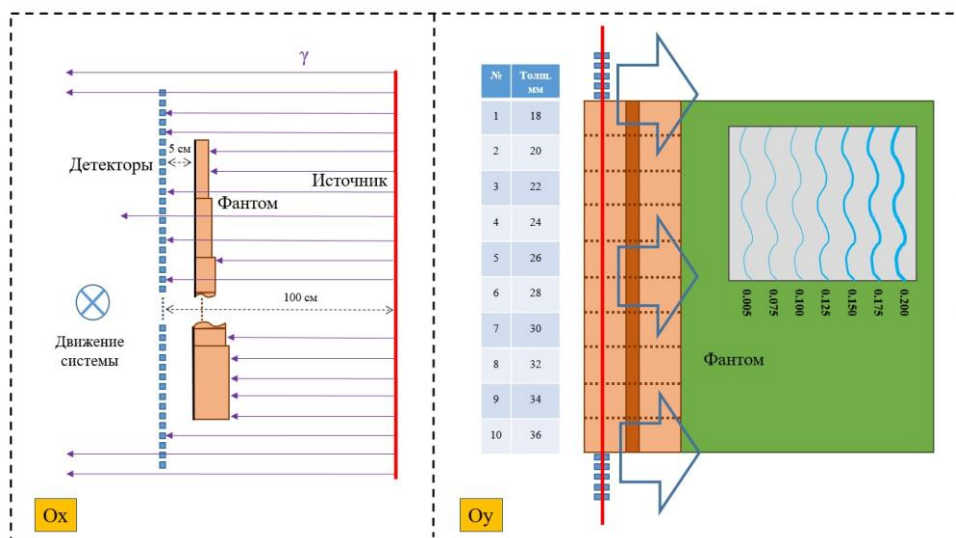 γ
5 см
Детекторы
Источник
Фантом
100 см
Движение
системы
Ox
№ Толщ. мм
1 18
2 20
3 22
4 24
5 26
6 28
7 30
8 32
9 34
10 36
0.005 0.075 0.100 0.125 0.150 0.175 0.200
Фантом
Oy